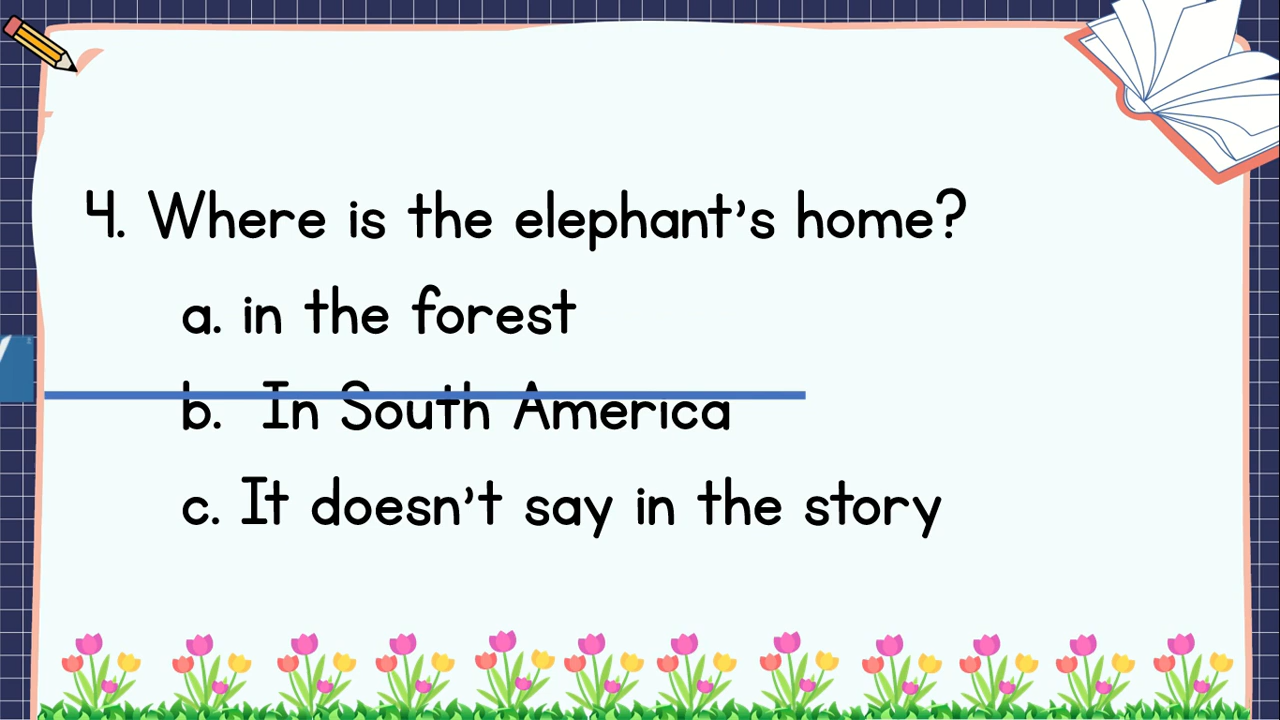 4. Where is the elephant's home?
a. in the forest
b. In South America
c. It doesn't say in the story